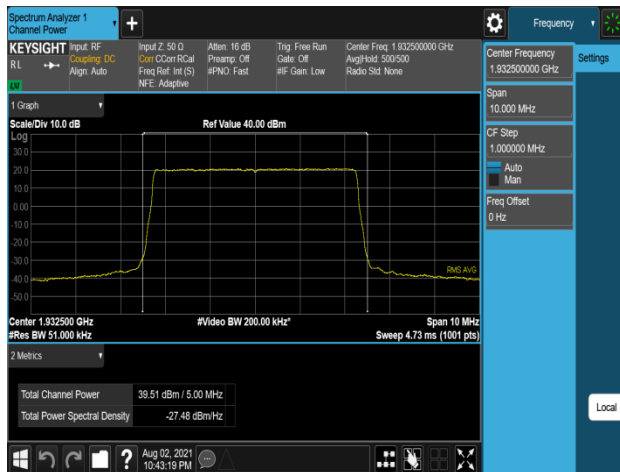 Spectrum Analyzer 1
Channel Power
Frequency
KEYSIGHT
R L
Input: RF
Coupling: DC
Align: Auto
Input Z: 50 Ω
Corr CCorr RCal
Freq Ref: Int (S)
NFE: Adaptive
Atten: 16 dB
Preamp: Off
#PNO: Fast
Trig: Free Run
Gate: Off
#IF Gain: Low
Center Freq: 1.932500000 GHz
Avg|Hold: 500/500
Radio Std: None
Center Frequency
1.932500000 GHz
Settings
Span
10.000 MHz
CF Step
1.000000 MHz
Auto
Man
Freq Offset
0 Hz
1 Graph
Scale/Div 10.0 dB
Ref Value 40.00 dBm
Log
30.0
20.0
10.0
0.00
-10.0
-20.0
-30.0
-40.0
-50.0
RMS AVG
Center 1.932500 GHz
#Video BW 200.00 kHz*
Span 10 MHz
#Res BW 51.000 kHz
Sweep 4.73 ms (1001 pts)
2 Metrics
Total Channel Power 39.51 dBm / 5.00 MHz
Total Power Spectral Density -27.48 dBm/Hz
Local
?
Aug 02, 2021
10:43:19 PM